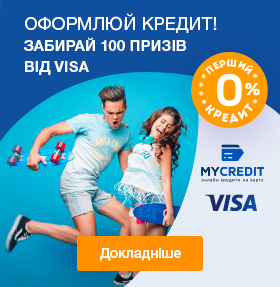 ОФОРМЛЮЙ КРЕДИТ!
ЗАБИРАЙ 100 ПРИЗІВ
ВІД VISA
ПЕРШИЙ
0%
КРЕДИТ
MYCREDIT
онлайн кредити на карту
VISA
Докладніше